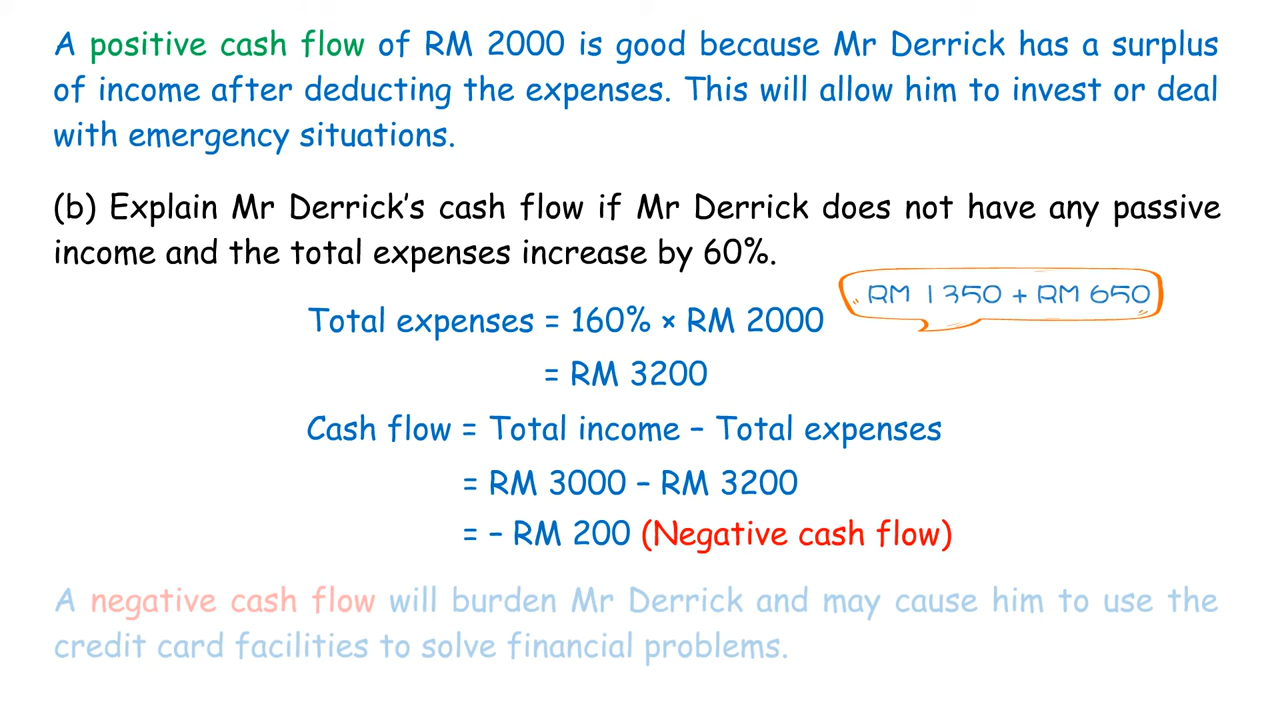 A positive cash flow of RM 2000 is good because Mr Derrick has a surplus
of income after deducting the expenses. This will allow him to invest or deal
with emergency situations.
(b) Explain Mr Derrick's cash flow if Mr Derrick does not have any passive
income and the total expenses increase by 60%.
RM 1350 + RM 650
Total expenses = 160% × RM 2000
= RM 3200
Cash flow = Total income – Total expenses
= RM 3000 – RM 3200
= – RM 200 (Negative cash flow)
A negative cash flow will burden Mr Derrick and may cause him to use the
credit card facilities to solve financial problems.